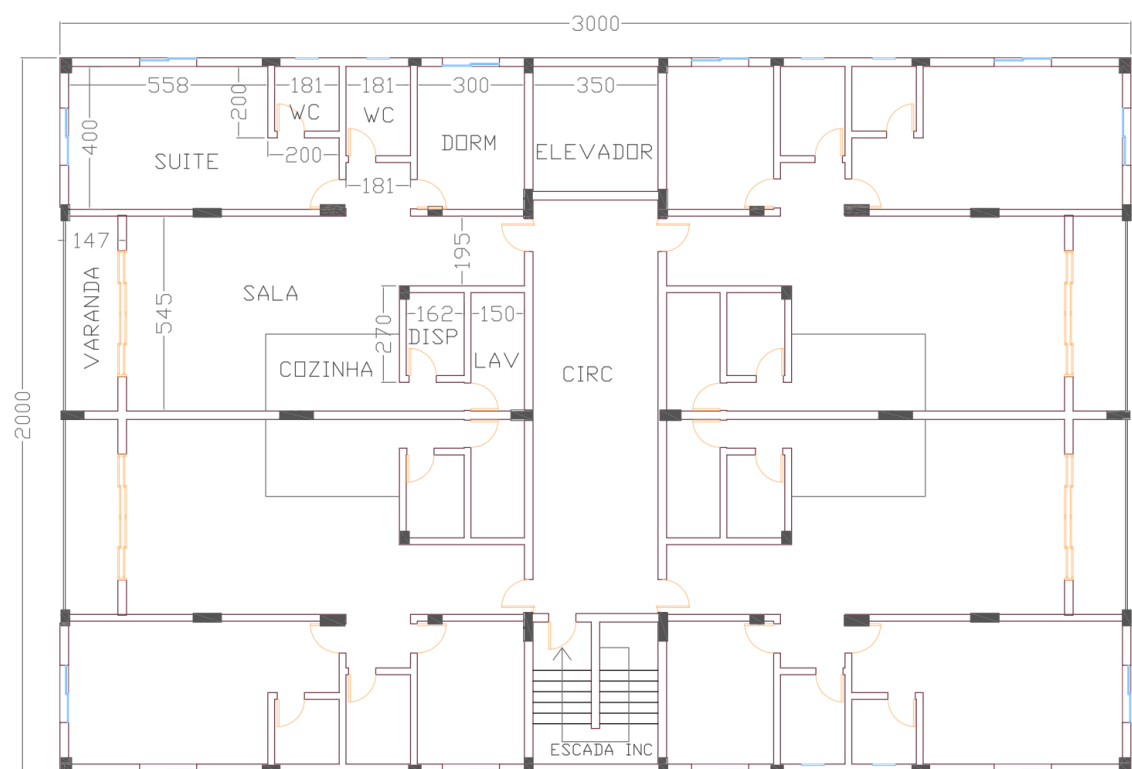 3000
558
181
181
300
350
200
WC
WC
400
DORM
ELEVADOR
SUITE
200
181
147
195
VARANDA
SALA
545
270
162
150
DISP
LAV
COZINHA
CIRC
2000
ESCADA INC